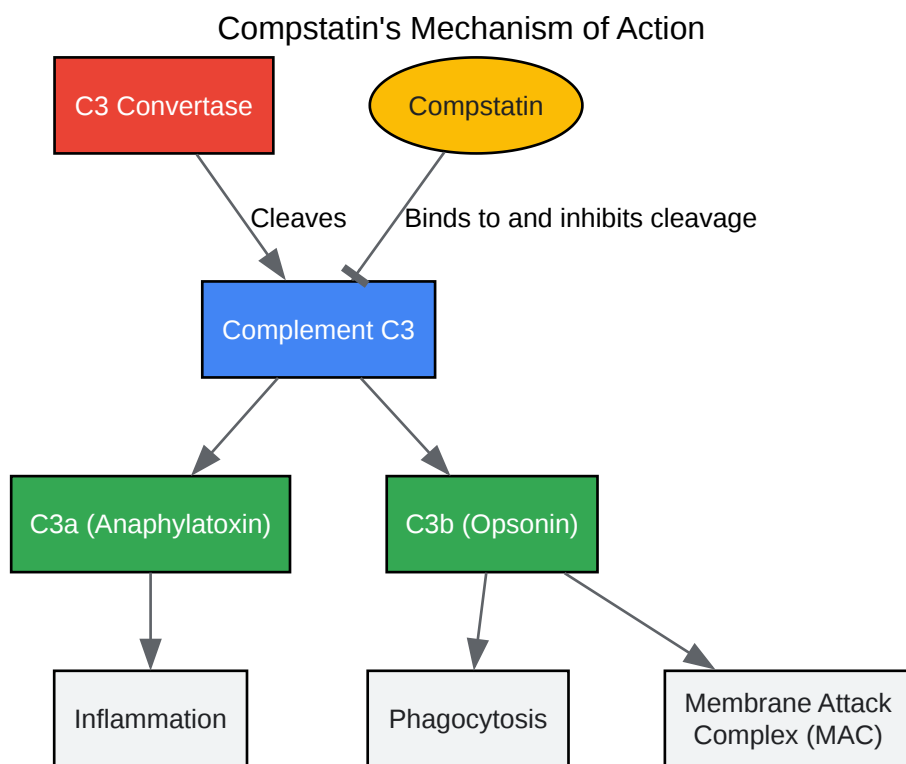 Compstatin's Mechanism of Action
C3 Convertase
Compstatin
Cleaves
Binds to and inhibits cleavage
Complement C3
C3a (Anaphylatoxin)
C3b (Opsonin)
Inflammation
Phagocytosis
Membrane Attack
Complex (MAC)